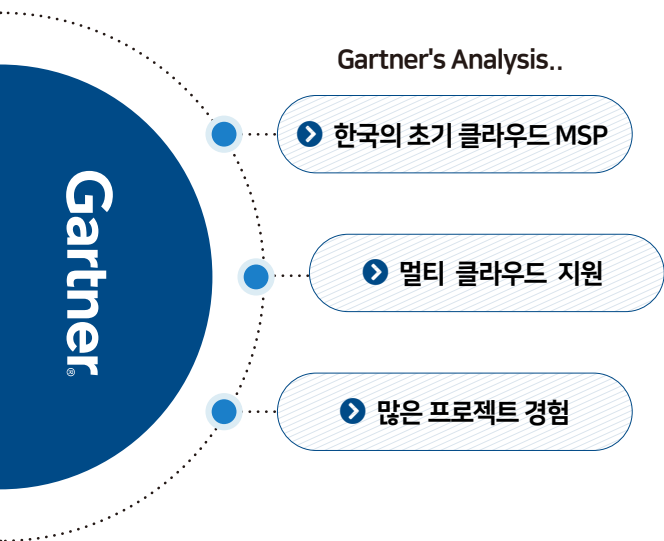 Gartner's Analysis..
Gartner®
한국의 초기 클라우드 MSP
멀티 클라우드 지원
많은 프로젝트 경험